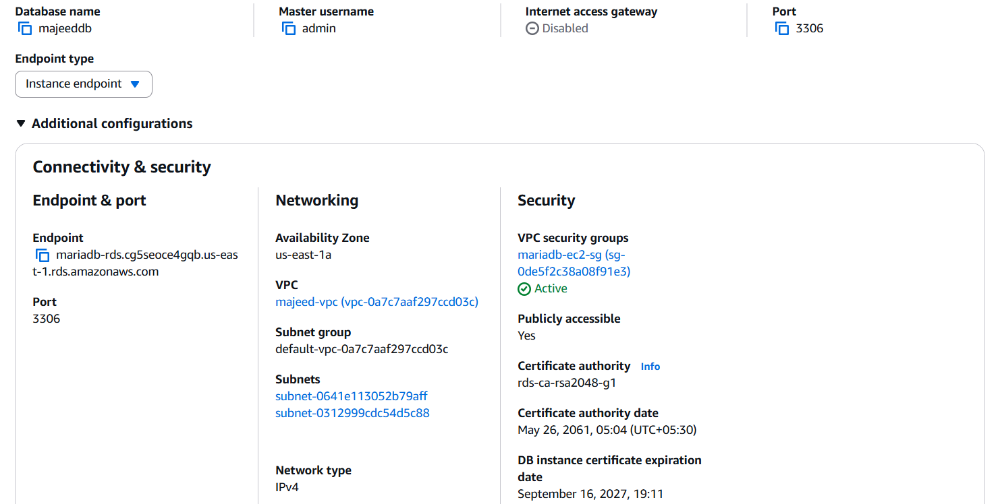 Database name
majeeddb
Master username
admin
Internet access gateway
Disabled
Port
3306
Endpoint type
Instance endpoint
Additional configurations
Connectivity & security
Endpoint & port
Endpoint
mariadb-rds.cg5seoce4gqb.us-eas
t-1.rds.amazonaws.com
Port
3306
Networking
Availability Zone
us-east-1a
VPC
majeed-vpc (vpc-0a7c7aaf297ccd03c)
Subnet group
default-vpc-0a7c7aaf297ccd03c
Subnets
subnet-0641e113052b79aff
subnet-0312999cdc54d5c88
Network type
IPv4
Security
VPC security groups
mariadb-ec2-sg (sg-
0de5f2c38a08f91e3)
Active
Publicly accessible
Yes
Certificate authority Info
rds-ca-rsa2048-g1
Certificate authority date
May 26, 2061, 05:04 (UTC+05:30)
DB instance certificate expiration
date
September 16, 2027, 19:11